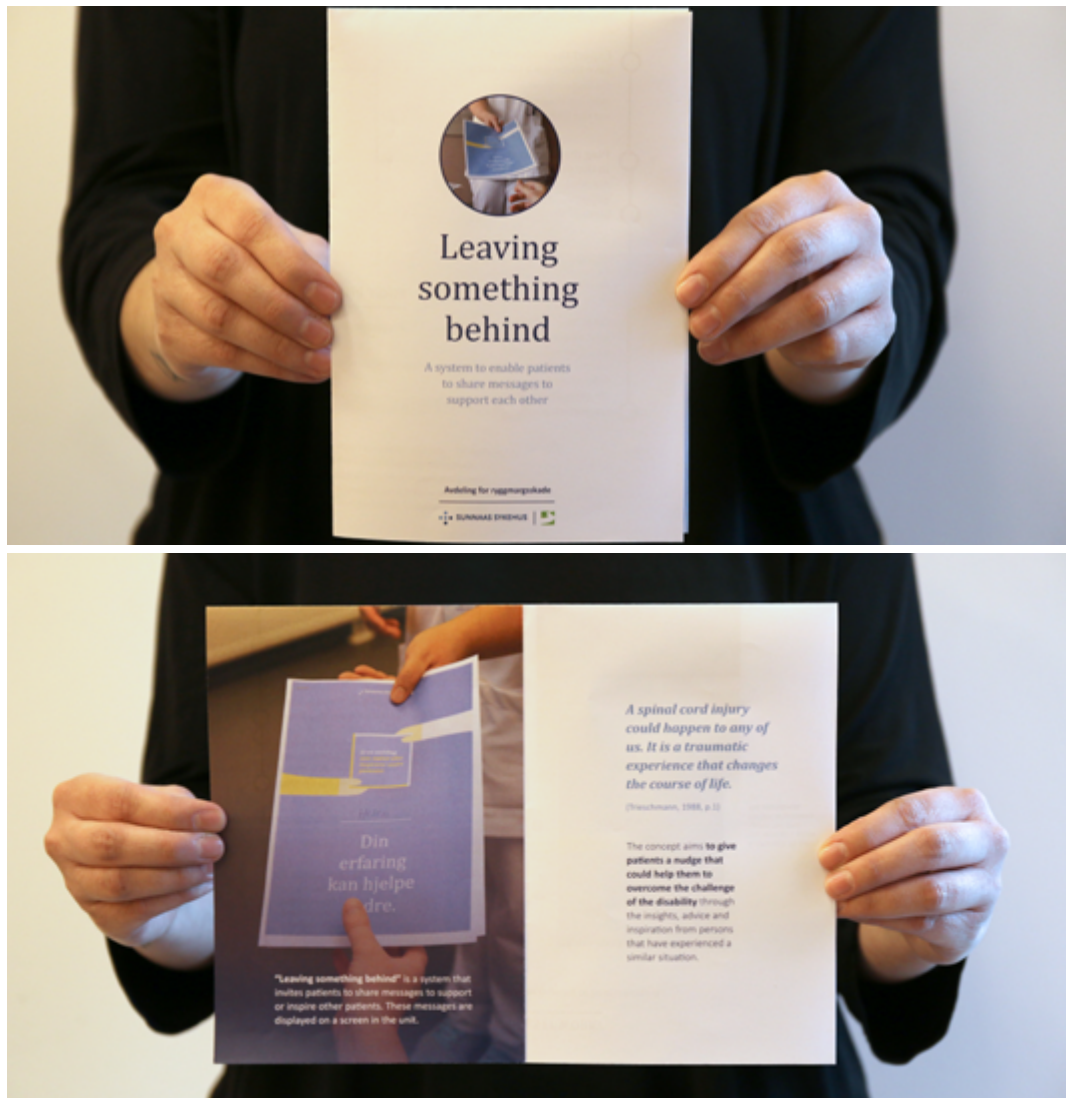 Leaving
something
behind
A system to enable patients
to share messages to
support each other
Avdeling for ryggmargsskade
SUNNAAS SYKEHUS
Din
erfaring
kan hjelpe
dre.
"Leaving something behind" is a system that
invites patients to share messages to support
or inspire other patients. These messages are
displayed on a screen in the unit.
A spinal cord injury
could happen to any of
us. It is a traumatic
experience that changes
the course of life.
(Trieschmann, 1988, p.1)
The concept aims to give
patients a nudge that
could help them to
overcome the challenge
of the disability through
the insights, advice and
inspiration from persons
that have experienced a
similar situation.